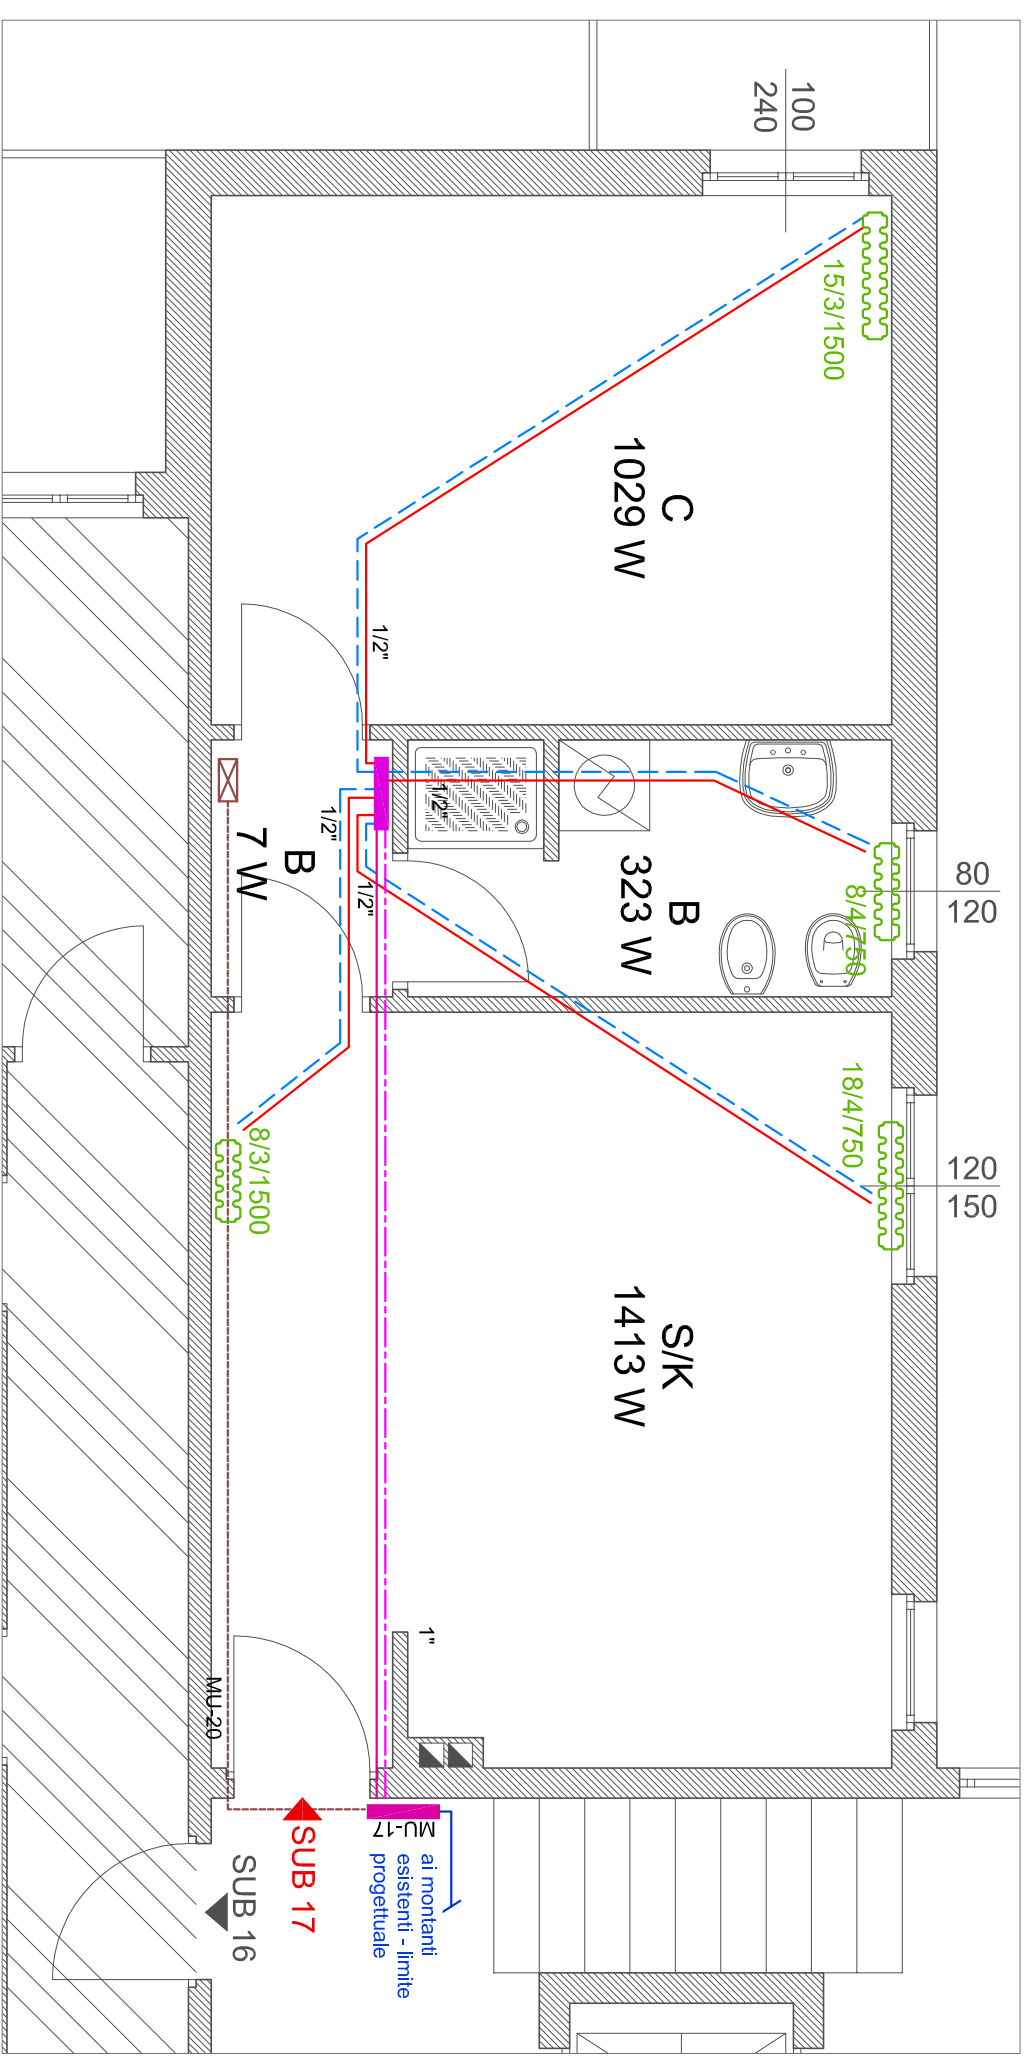 100
240
15/3/1500
C
1029 W
1/2"
1/2"
80
120
8/4/750
B
323 W
B
7 W
1/2"
1/2"
18/4/750
120
150
8/3/1500
S/K
1413 W
1"
MU-20
MU-17
ai montanti
esistenti - limite
progettuale
SUB 17
SUB 16